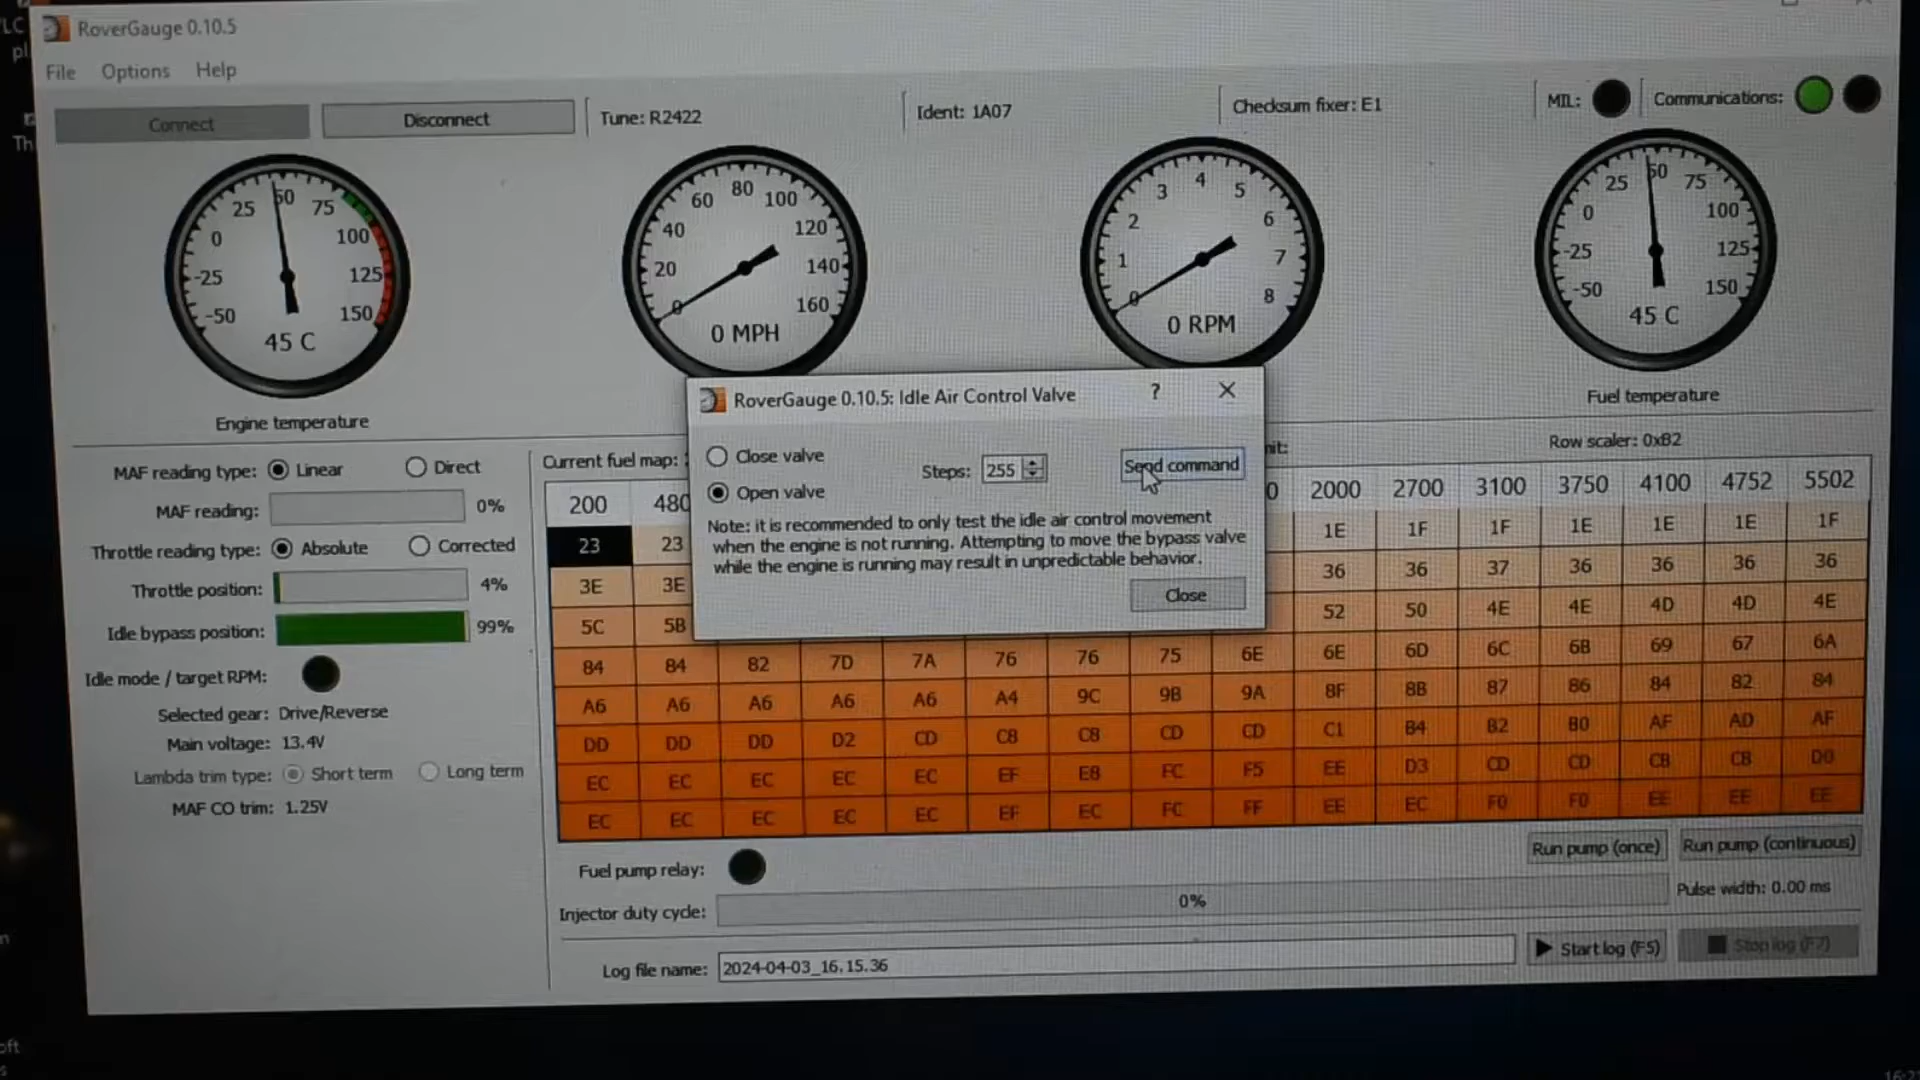 RoverGauge 0.10.5
File Options Help
Connect Disconnect Tune: R2422 Ident: 1A07 Checksum fixer: E1 MIL: Communications:
-50 -25 0 25 50 75 100 125 150
45 C
Engine temperature
0 20 40 60 80 100 120 140 160
0 MPH
0 1 2 3 4 5 6 7 8
0 RPM
-50 -25 0 25 50 75 100 125 150
45 C
Fuel temperature
RoverGauge 0.10.5: Idle Air Control Valve ? X
Close valve
Open valve
Steps: 255
Send command
Note: it is recommended to only test the idle air control movement
when the engine is not running. Attempting to move the bypass valve
while the engine is running may result in unpredictable behavior.
Close
MAF reading type: Linear Direct
MAF reading: 0%
Throttle reading type: Absolute Corrected
Throttle position: 4%
Idle bypass position: 99%
Idle mode / target RPM:
Selected gear: Drive/Reverse
Main voltage: 13.4V
Lambda trim type: Short term Long term
MAF CO trim: 1.25V
Current fuel map:
Row scaler: 0xB2
200 480 2000 2700 3100 3750 4100 4752 5502
23 23 1E 1F 1F 1E 1E 1E 1F
3E 3E 36 36 37 36 36 36 36
5C 5B 52 50 4E 4E 4D 4D 4E
84 84 82 7D 7A 76 76 75 6E 6E 6D 6C 6B 69 67 6A
A6 A6 A6 A6 A6 A4 9C 9B 9A 8F 8B 87 86 84 82 84
DD DD DD D2 CD C8 C8 CD CD C1 B4 B2 B0 AF AD AF
EC EC EC EC EC EF E8 FC F5 EE D3 CD CD CB C8 D0
EC EC EC EC EC EF EC FC FF EE EC F0 F0 EE EE EE
Fuel pump relay:
Run pump (once) Run pump (continuous)
Injector duty cycle: 0% Pulse width: 0.00 ms
Log file name: 2024-04-03_16.15.36 Start log (F5) Stop log (F7)